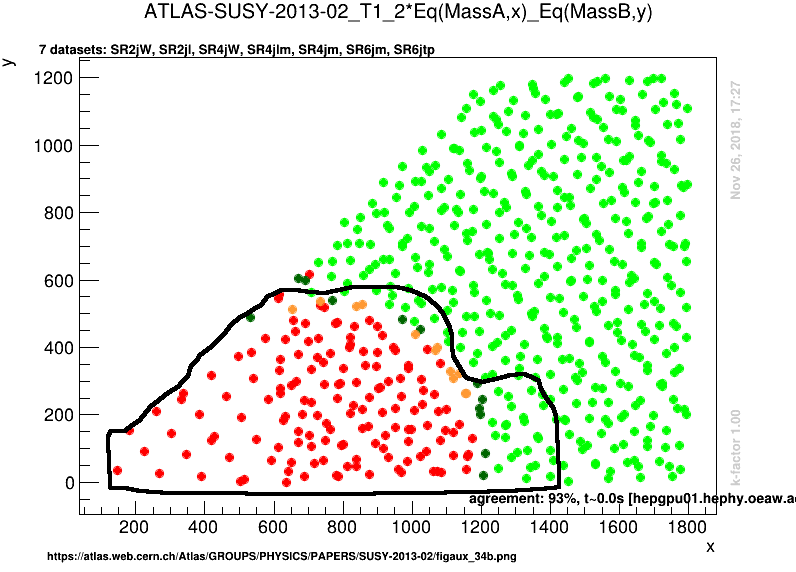 ATLAS-SUSY-2013-02_T1_2*Eq(MassA,x)_Eq(MassB,y)
7 datasets: SR2jW, SR2jl, SR4jW, SR4jlm, SR4jm, SR6jm, SR6jtp
y
1200
1000
800
600
400
200
0
200 400 600 800 1000 1200 1400 1600 1800
x
Nov 26, 2018, 17:27
k-factor 1.00
agreement: 93%, t~0.0s [hepgpu01.hephy.oeaw.a
https://atlas.web.cern.ch/Atlas/GROUPS/PHYSICS/PAPERS/SUSY-2013-02/figaux_34b.png